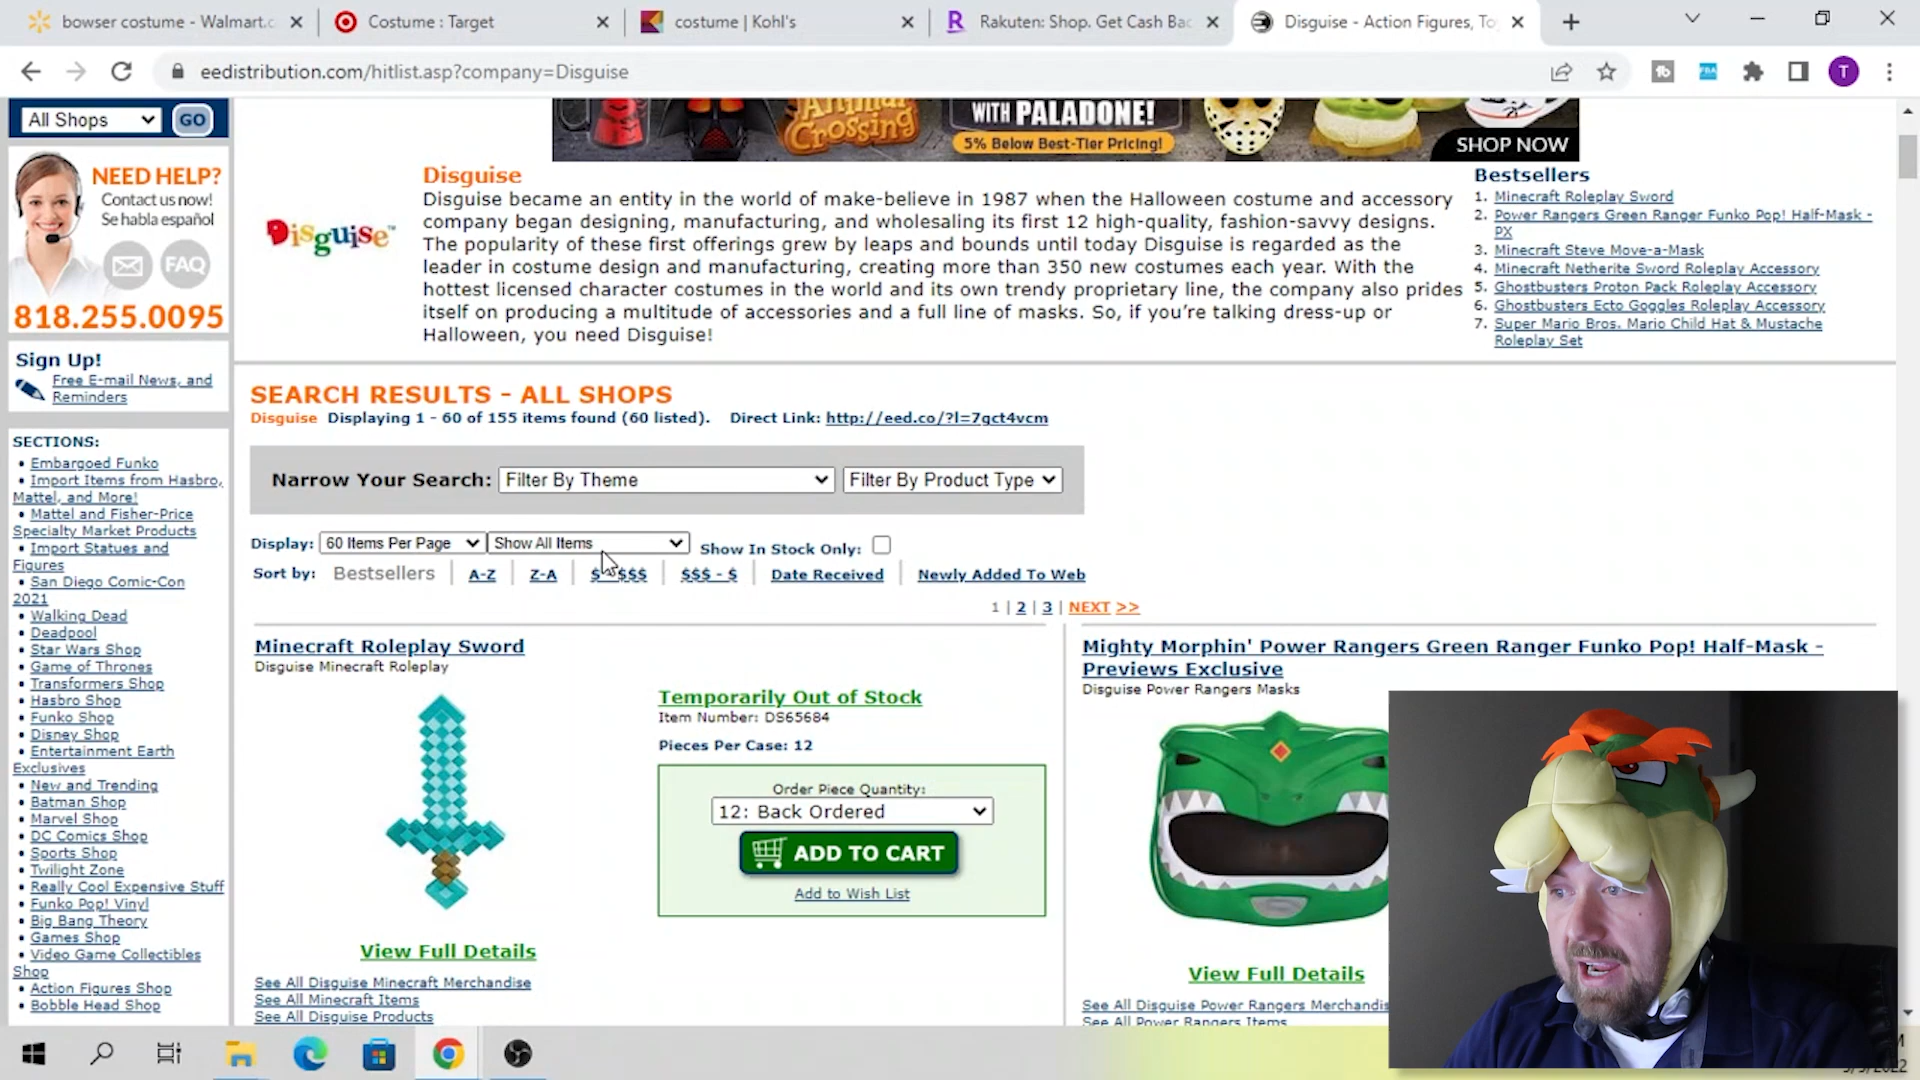 bowser costume - Walmart.c
Costume : Target
costume | Kohl's
Rakuten: Shop. Get Cash Bac
Disguise - Action Figures, To
eedistribution.com/hitlist.asp?company=Disguise
T
All Shops
GO
Animal
Crossing
WITH PALADONE!
5% Below Best-Tier Pricing!
SHOP NOW
NEED HELP?
Contact us now!
Se habla español
FAQ
818.255.0095
Sign Up!
Free E-mail News, and
Reminders
SECTIONS:
• Embargoed Funko
• Import Items from Hasbro,
Mattel, and More!
• Mattel and Fisher-Price
Specialty Market Products
• Import Statues and
Figures
• San Diego Comic-Con
2021
• Walking Dead
• Deadpool
• Star Wars Shop
• Game of Thrones
• Transformers Shop
• Hasbro Shop
• Funko Shop
• Disney Shop
• Entertainment Earth
Exclusives
• New and Trending
• Batman Shop
• Marvel Shop
• DC Comics Shop
• Sports Shop
• Twilight Zone
• Really Cool Expensive Stuff
• Funko Pop! Vinyl
• Big Bang Theory
• Games Shop
• Video Game Collectibles
Shop
• Action Figures Shop
• Bobble Head Shop
Disguise
Disguise
Disguise became an entity in the world of make-believe in 1987 when the Halloween costume and accessory
company began designing, manufacturing, and wholesaling its first 12 high-quality, fashion-savvy designs.
The popularity of these first offerings grew by leaps and bounds until today Disguise is regarded as the
leader in costume design and manufacturing, creating more than 350 new costumes each year. With the
hottest licensed character costumes in the world and its own trendy proprietary line, the company also prides
itself on producing a multitude of accessories and a full line of masks. So, if you're talking dress-up or
Halloween, you need Disguise!
Bestsellers
1. Minecraft Roleplay Sword
2. Power Rangers Green Ranger Funko Pop! Half-Mask -
PX
3. Minecraft Steve Move-a-Mask
4. Minecraft Netherite Sword Roleplay Accessory
5. Ghostbusters Proton Pack Roleplay Accessory
6. Ghostbusters Ecto Goggles Roleplay Accessory
7. Super Mario Bros. Mario Child Hat & Mustache
Roleplay Set
SEARCH RESULTS - ALL SHOPS
Disguise Displaying 1 - 60 of 155 items found (60 listed). Direct Link: http://eed.co/?l=7gct4vcm
Narrow Your Search: Filter By Theme Filter By Product Type
Display: 60 Items Per Page Show All Items Show In Stock Only:
Sort by: Bestsellers | A-Z | Z-A | $ - $$$ | $$$ - $ | Date Received | Newly Added To Web
1 | 2 | 3 | NEXT >>
Minecraft Roleplay Sword
Disguise Minecraft Roleplay
Temporarily Out of Stock
Item Number: DS65684
Pieces Per Case: 12
Order Piece Quantity:
12: Back Ordered
ADD TO CART
Add to Wish List
View Full Details
See All Disguise Minecraft Merchandise
See All Minecraft Items
See All Disguise Products
Mighty Morphin' Power Rangers Green Ranger Funko Pop! Half-Mask -
Previews Exclusive
Disguise Power Rangers Masks
View Full Details
See All Disguise Power Rangers Merchandis
See All Power Rangers Items